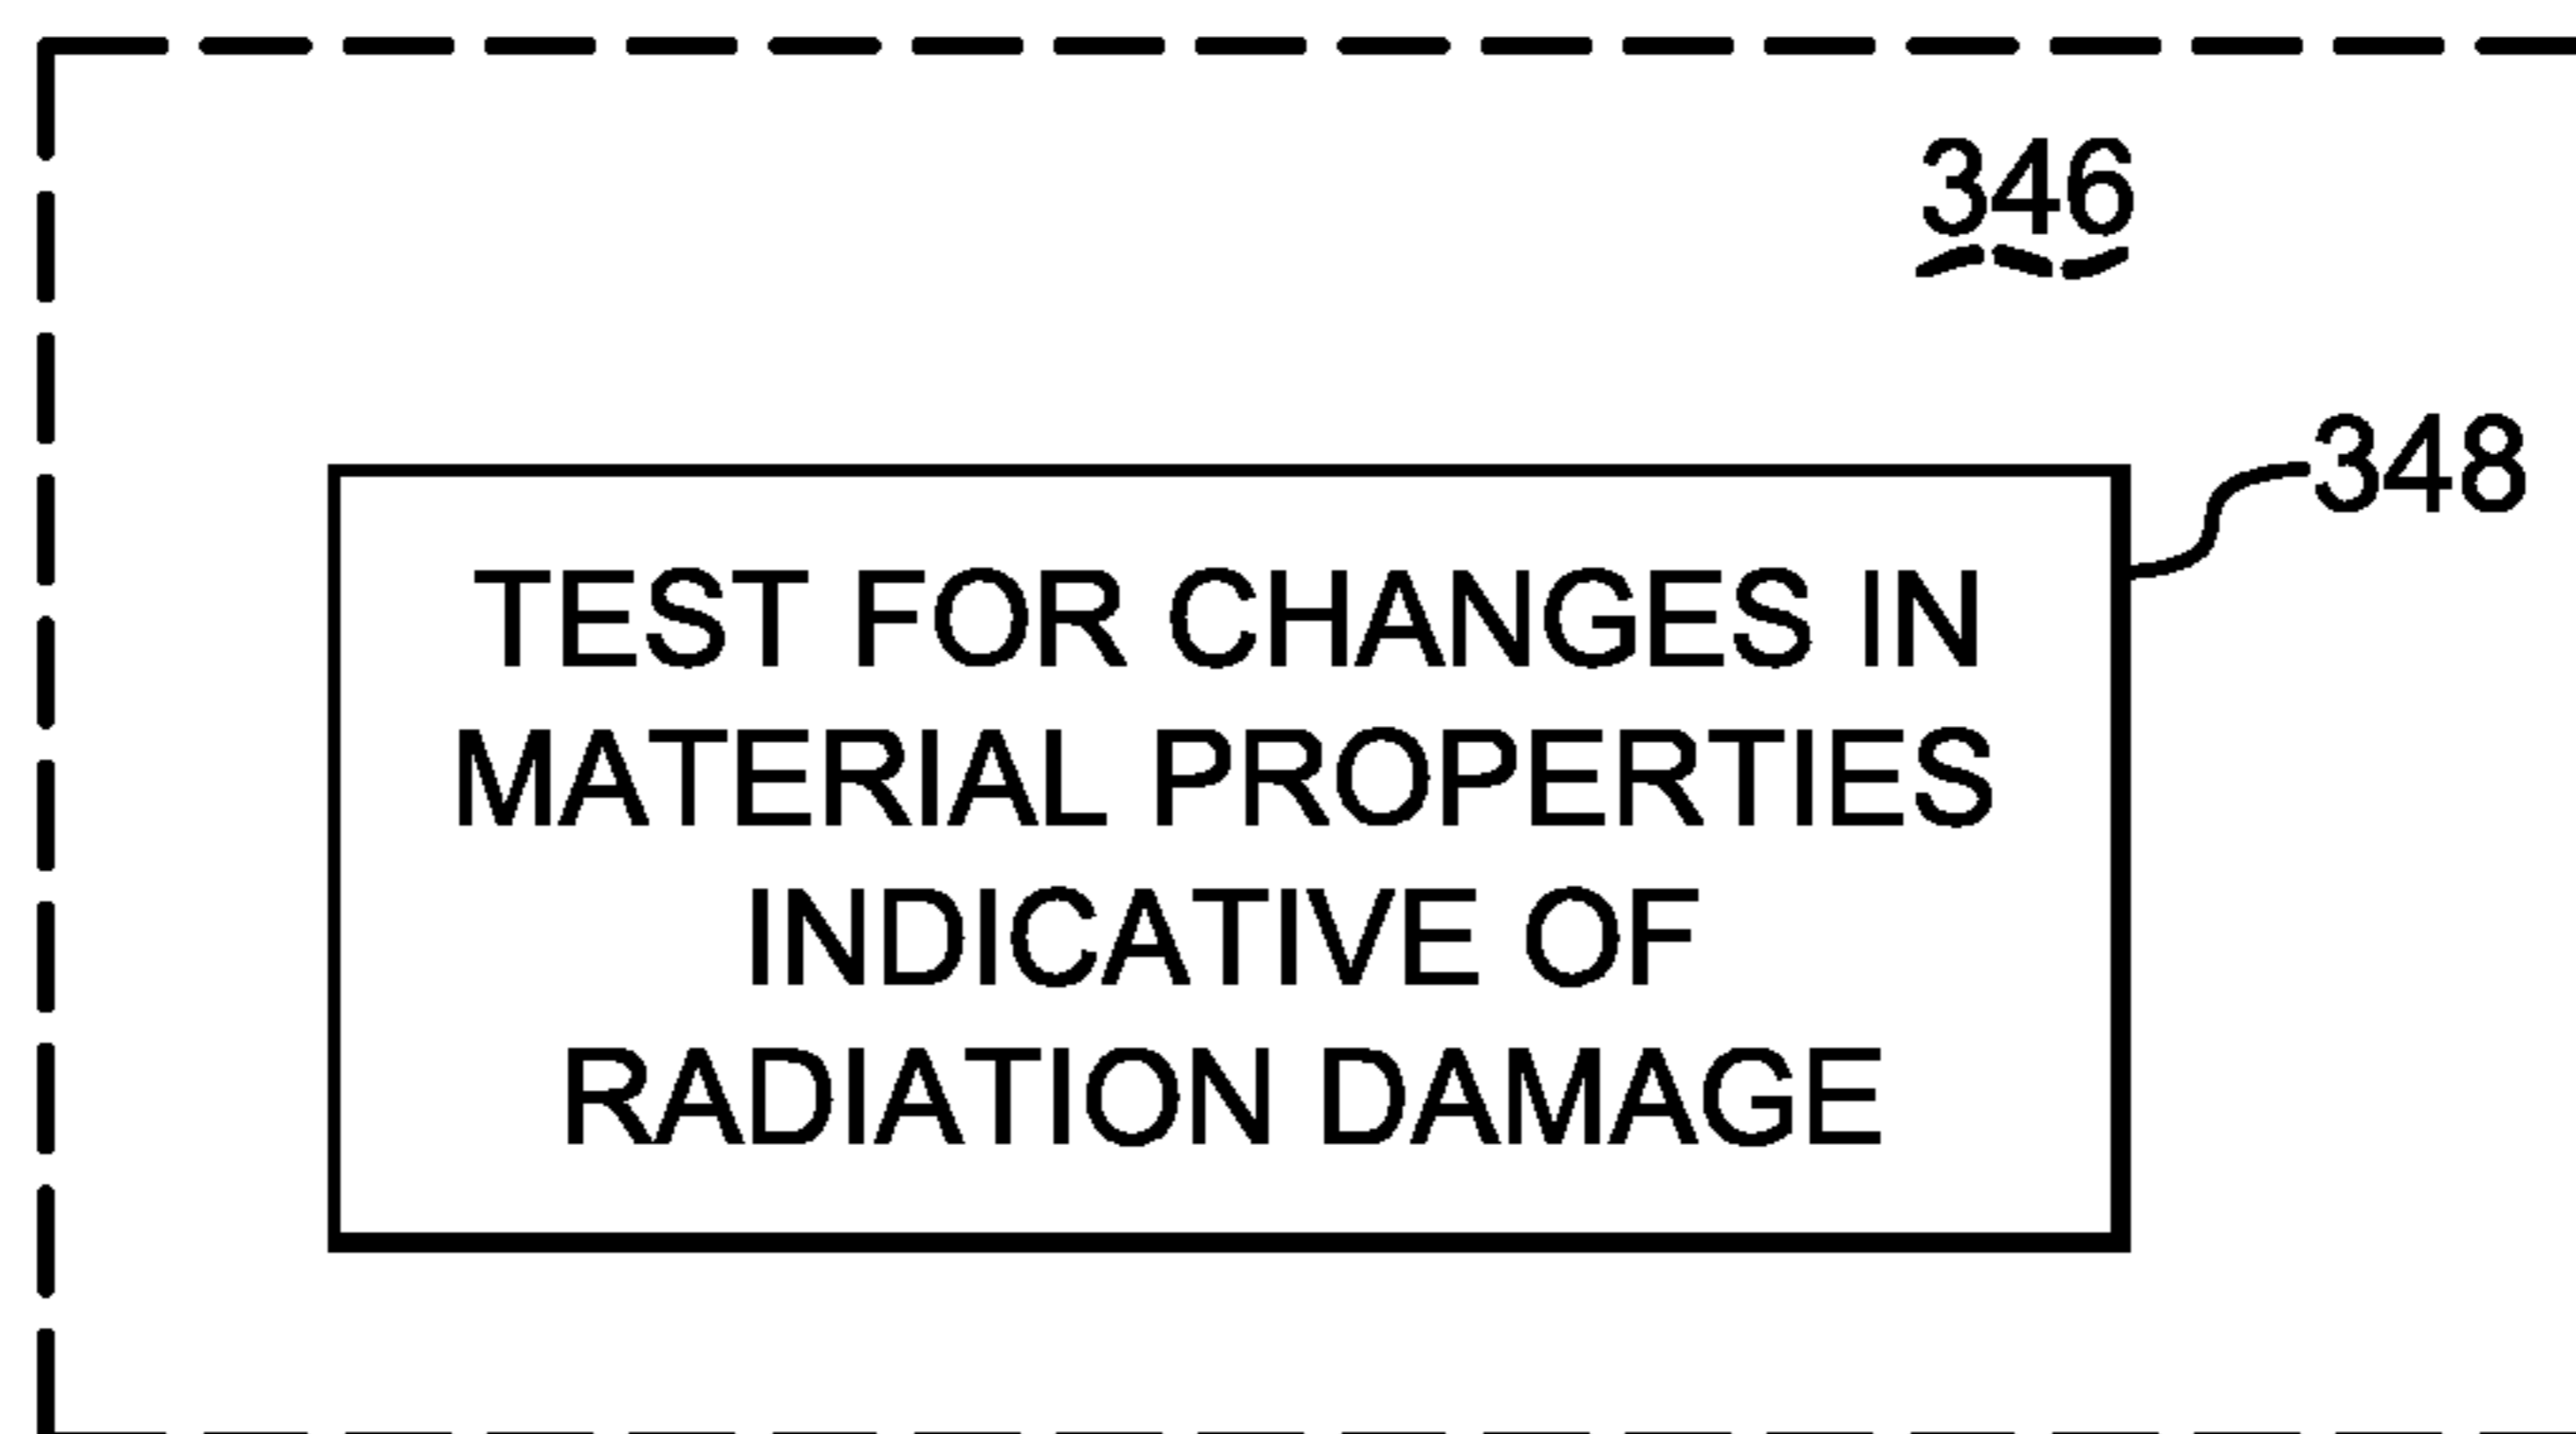 346
348
TEST FOR CHANGES IN
MATERIAL PROPERTIES
INDICATIVE OF
RADIATION DAMAGE